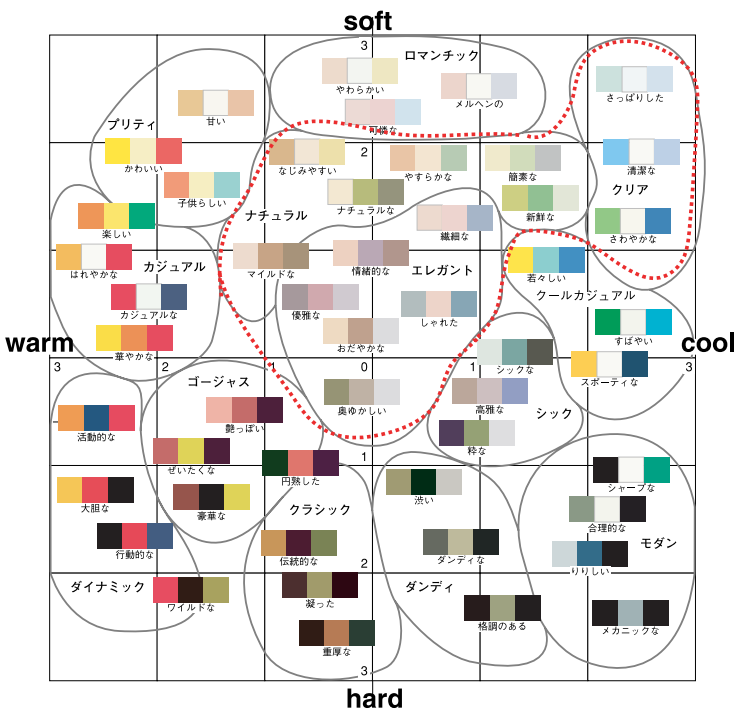 soft
3
ロマンチック
やわらかい
メルヘンの
さっぱりした
甘い
可憐な
プリティ
かわいい
2
なじみやすい
やすらかな
簡素な
清潔な
クリア
子供らしい
ナチュラルな
新鮮な
ナチュラル
楽しい
繊細な
さわやかな
はれやかな
カジュアル
マイルドな
情緒的な
エレガント
若々しい
クールカジュアル
カジュアルな
優雅な
しゃれた
すばやい
華やかな
おだやかな
warm
cool
3
2
1
0
1
3
シックな
スポーティな
ゴージャス
奥ゆかしい
高雅な
シック
艶っぽい
活動的な
粋な
ぜいたくな
1
円熟した
シャープな
大胆な
豪華な
クラシック
渋い
合理的な
モダン
行動的な
伝統的な
ダンディな
りりしい
2
ダイナミック
ワイルドな
凝った
ダンディ
格調のある
メカニックな
重厚な
3
hard